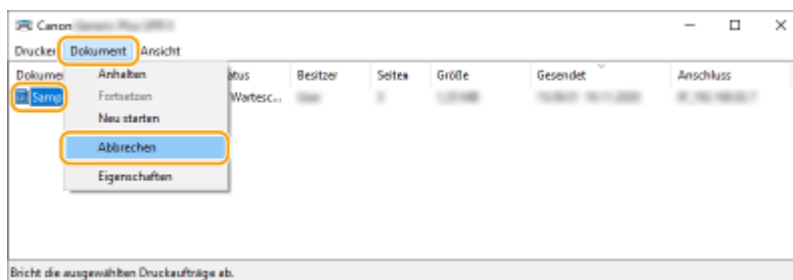 Canon
Drucker Dokument Ansicht
Dokume atus Besitzer Seiten Größe Gesendet Anschluss
Samp Wartesc...
Anhalten
Fortsetzen
Neu starten
Abbrechen
Eigenschaften
Bricht die ausgewählten Druckaufträge ab.